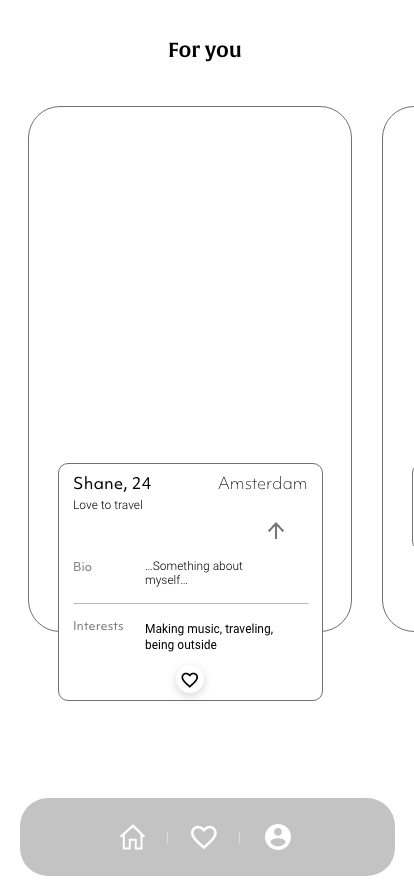 For you
Shane, 24
Amsterdam
Love to travel
Bio
...Something about
myself...
Interests
Making music, traveling,
being outside